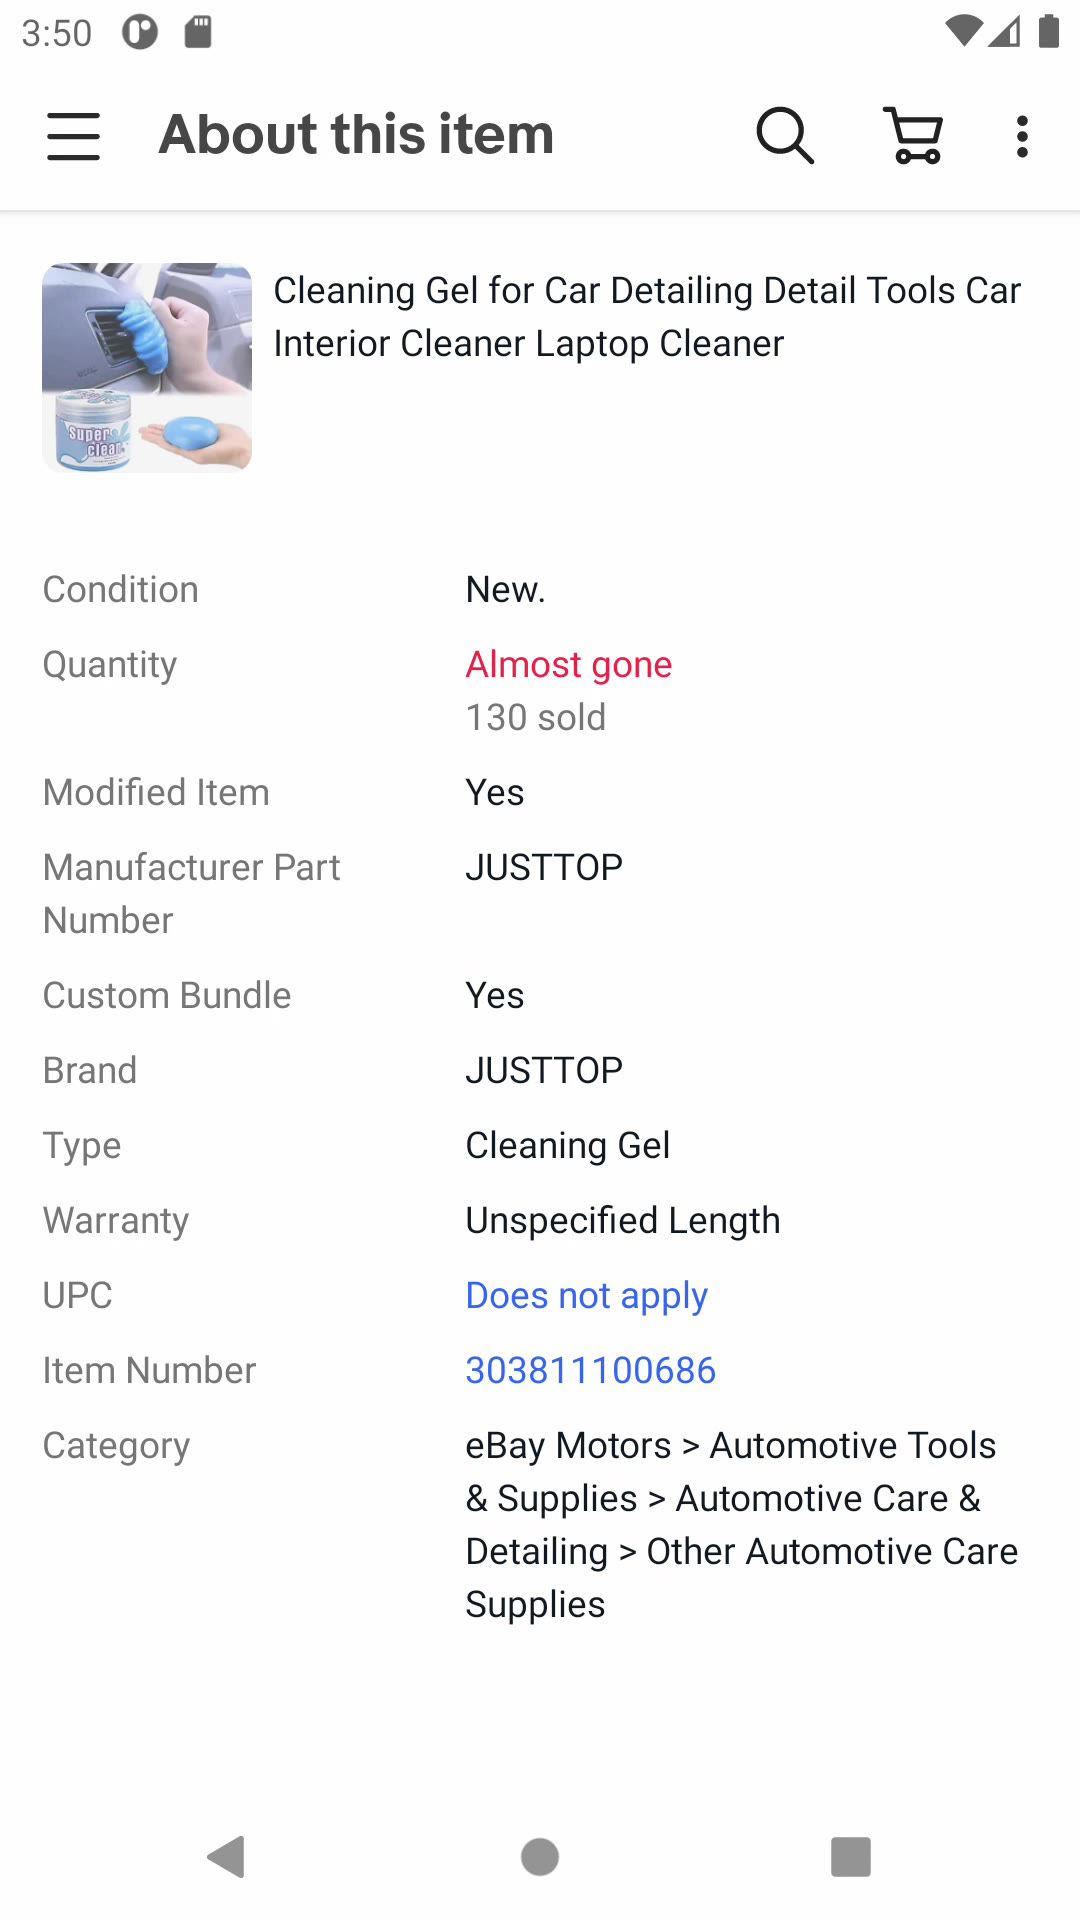 3:50
About this item
Cleaning Gel for Car Detailing Detail Tools Car
Interior Cleaner Laptop Cleaner
Super
clean
Condition
New.
Quantity
Almost gone
130 sold
Modified Item
Yes
Manufacturer Part
Number
JUSTTOP
Custom Bundle
Yes
Brand
JUSTTOP
Type
Cleaning Gel
Warranty
Unspecified Length
UPC
Does not apply
Item Number
303811100686
Category
eBay Motors > Automotive Tools
& Supplies > Automotive Care &
Detailing > Other Automotive Care
Supplies